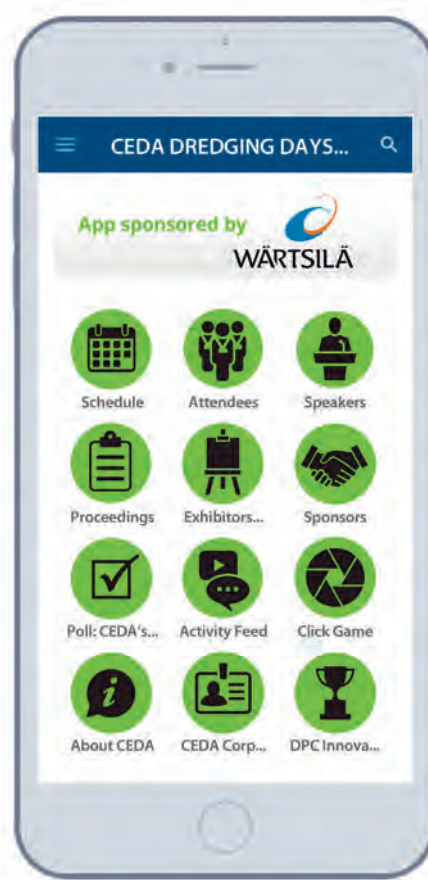 CEDA DREDGING DAYS...
App sponsored by
WÄRTSILÄ
Schedule Attendees Speakers
Proceedings Exhibitors... Sponsors
Poll: CEDA's... Activity Feed Click Game
About CEDA CEDA Corp... DPC Innova...